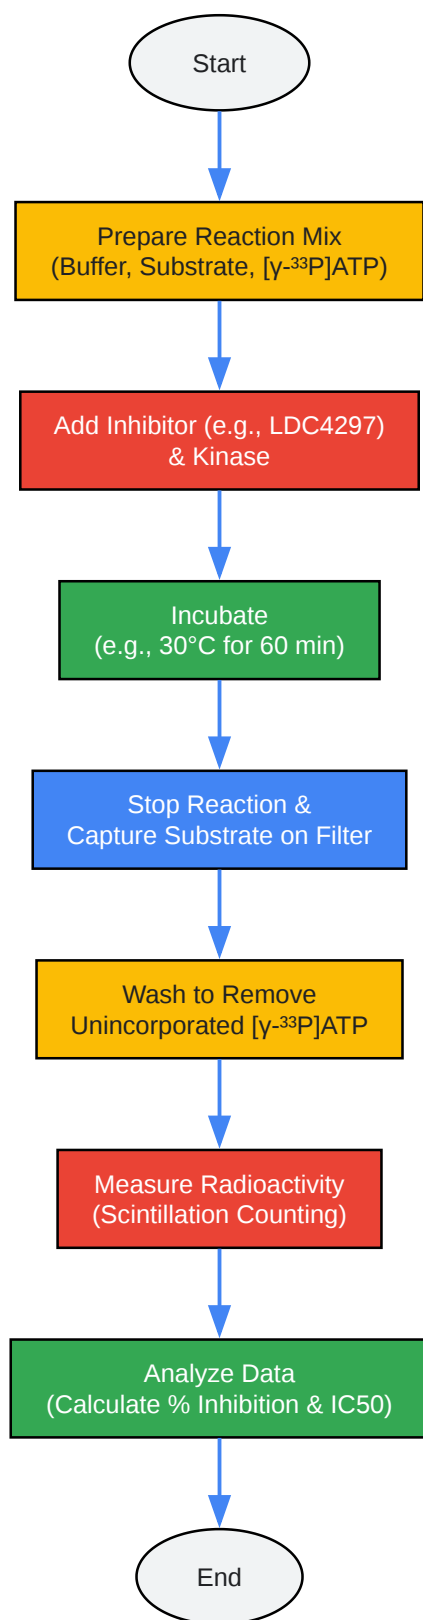 Start
Prepare Reaction Mix
(Buffer, Substrate, [γ-³³P]ATP)
Add Inhibitor (e.g., LDC4297)
& Kinase
Incubate
(e.g., 30°C for 60 min)
Stop Reaction &
Capture Substrate on Filter
Wash to Remove
Unincorporated [γ-³³P]ATP
Measure Radioactivity
(Scintillation Counting)
Analyze Data
(Calculate % Inhibition & IC50)
End